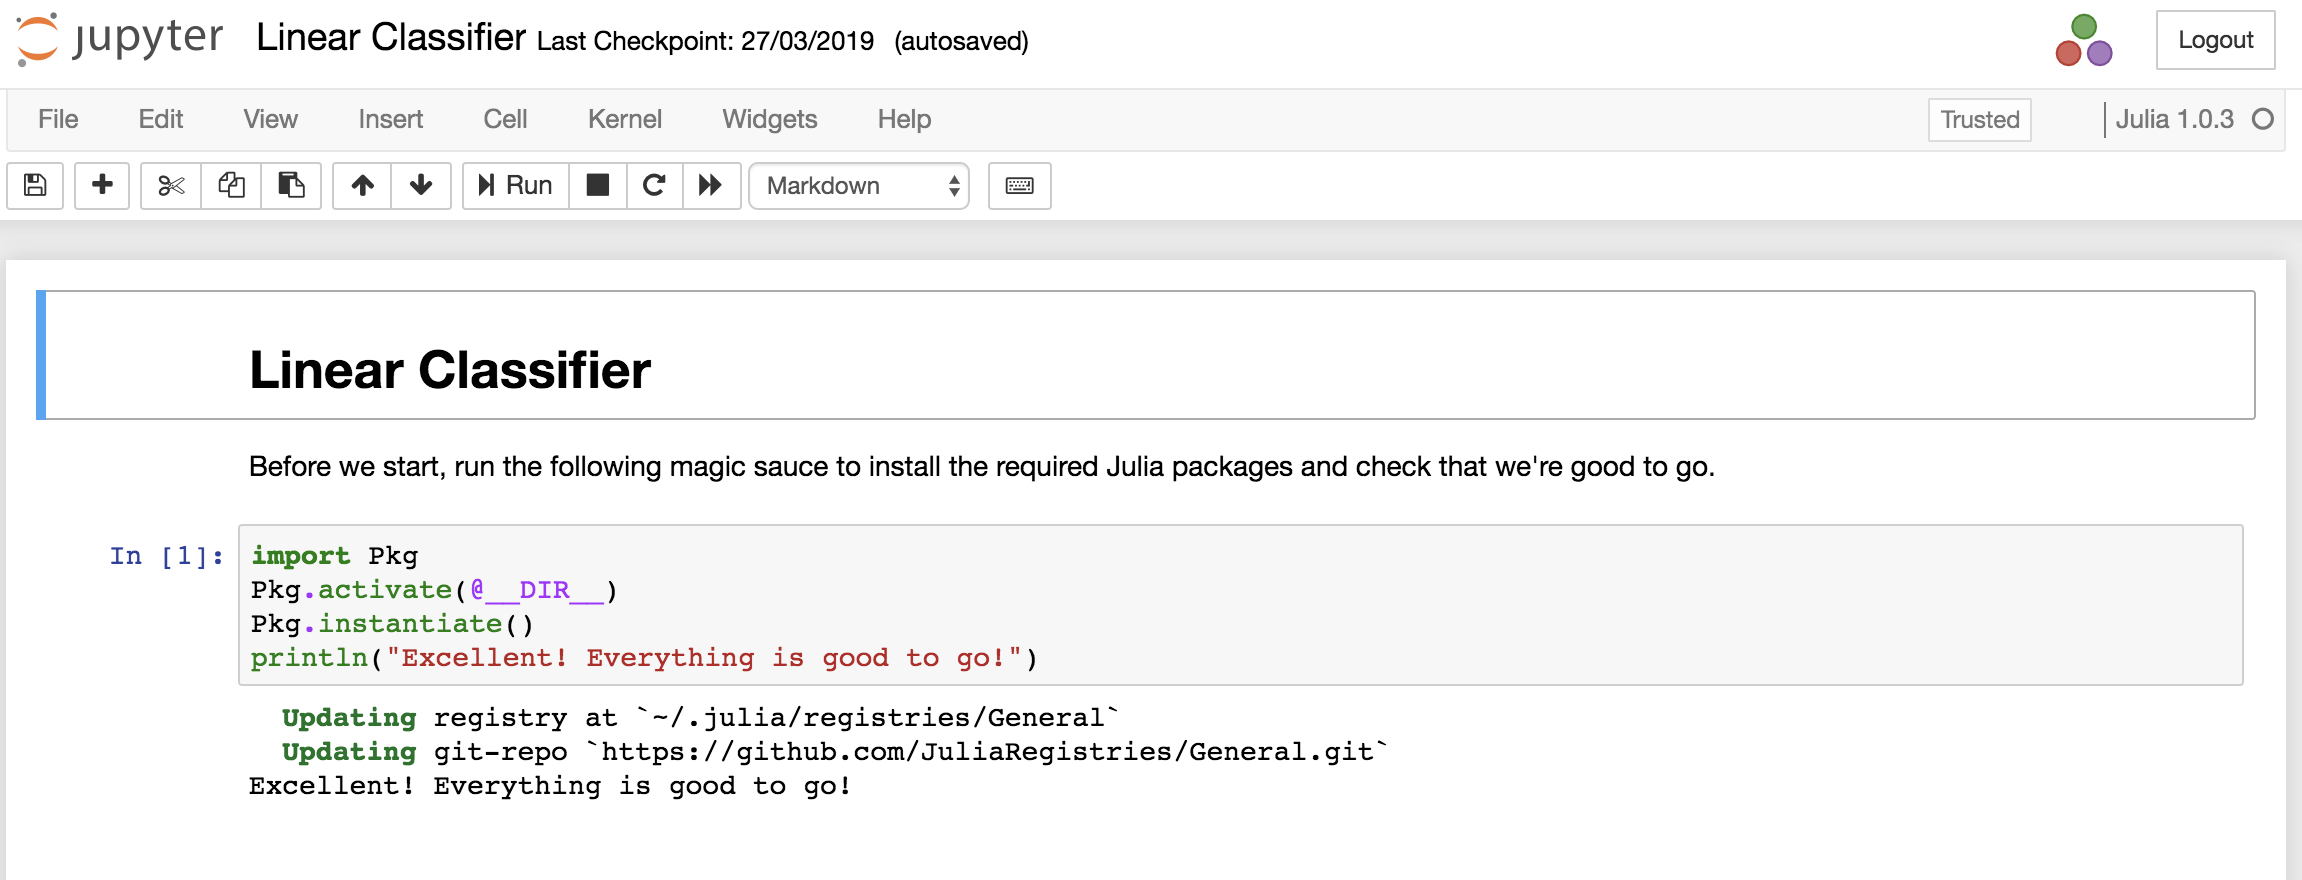 jupyter Linear Classifier Last Checkpoint: 27/03/2019 (autosaved) Logout
File Edit View Insert Cell Kernel Widgets Help Trusted Julia 1.0.3
Run Markdown
Linear Classifier
Before we start, run the following magic sauce to install the required Julia packages and check that we're good to go.
In [1]: import Pkg
Pkg.activate(@__DIR__)
Pkg.instantiate()
println("Excellent! Everything is good to go!")
Updating registry at `~/.julia/registries/General`
Updating git-repo `https://github.com/JuliaRegistries/General.git`
Excellent! Everything is good to go!